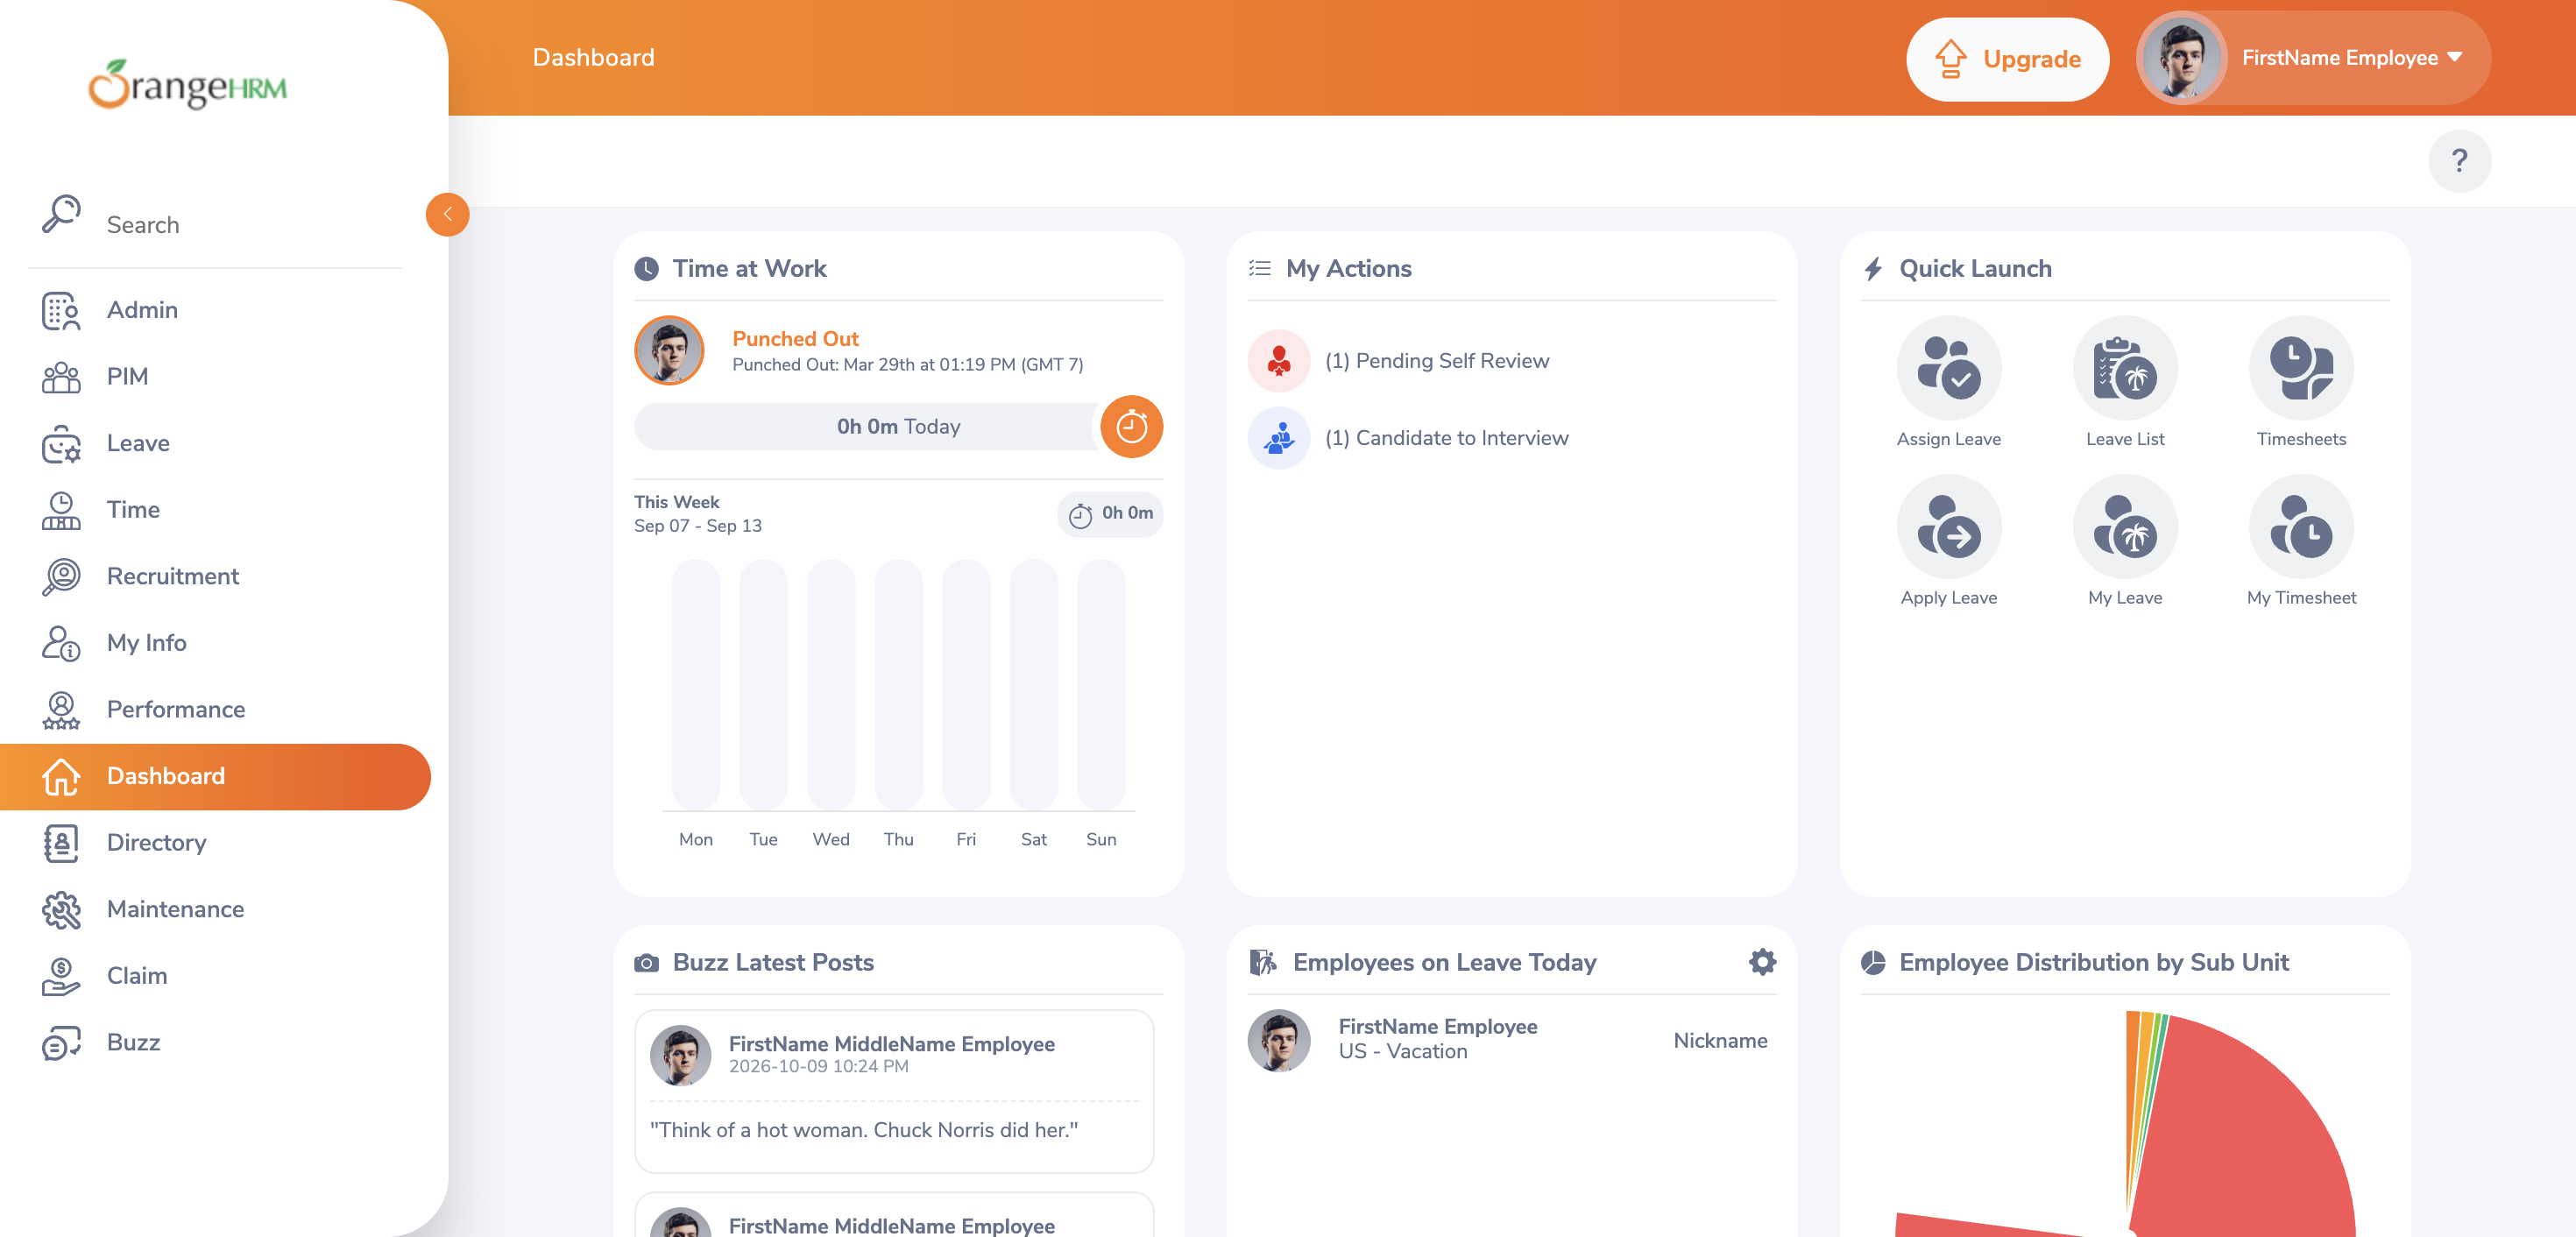 OrangeHRM
Search
Admin
PIM
Leave
Time
Recruitment
My Info
Performance
Dashboard
Directory
Maintenance
Claim
Buzz
Dashboard
Upgrade
FirstName Employee
?
Time at Work
Punched Out
Punched Out: Mar 29th at 01:19 PM (GMT 7)
0h 0m Today
This Week
Sep 07 - Sep 13
0h 0m
Mon Tue Wed Thu Fri Sat Sun
My Actions
(1) Pending Self Review
(1) Candidate to Interview
Quick Launch
Assign Leave
Leave List
Timesheets
Apply Leave
My Leave
My Timesheet
Buzz Latest Posts
FirstName MiddleName Employee
2026-10-09 10:24 PM
"Think of a hot woman. Chuck Norris did her."
FirstName MiddleName Employee
Employees on Leave Today
FirstName Employee
US - Vacation
Nickname
Employee Distribution by Sub Unit